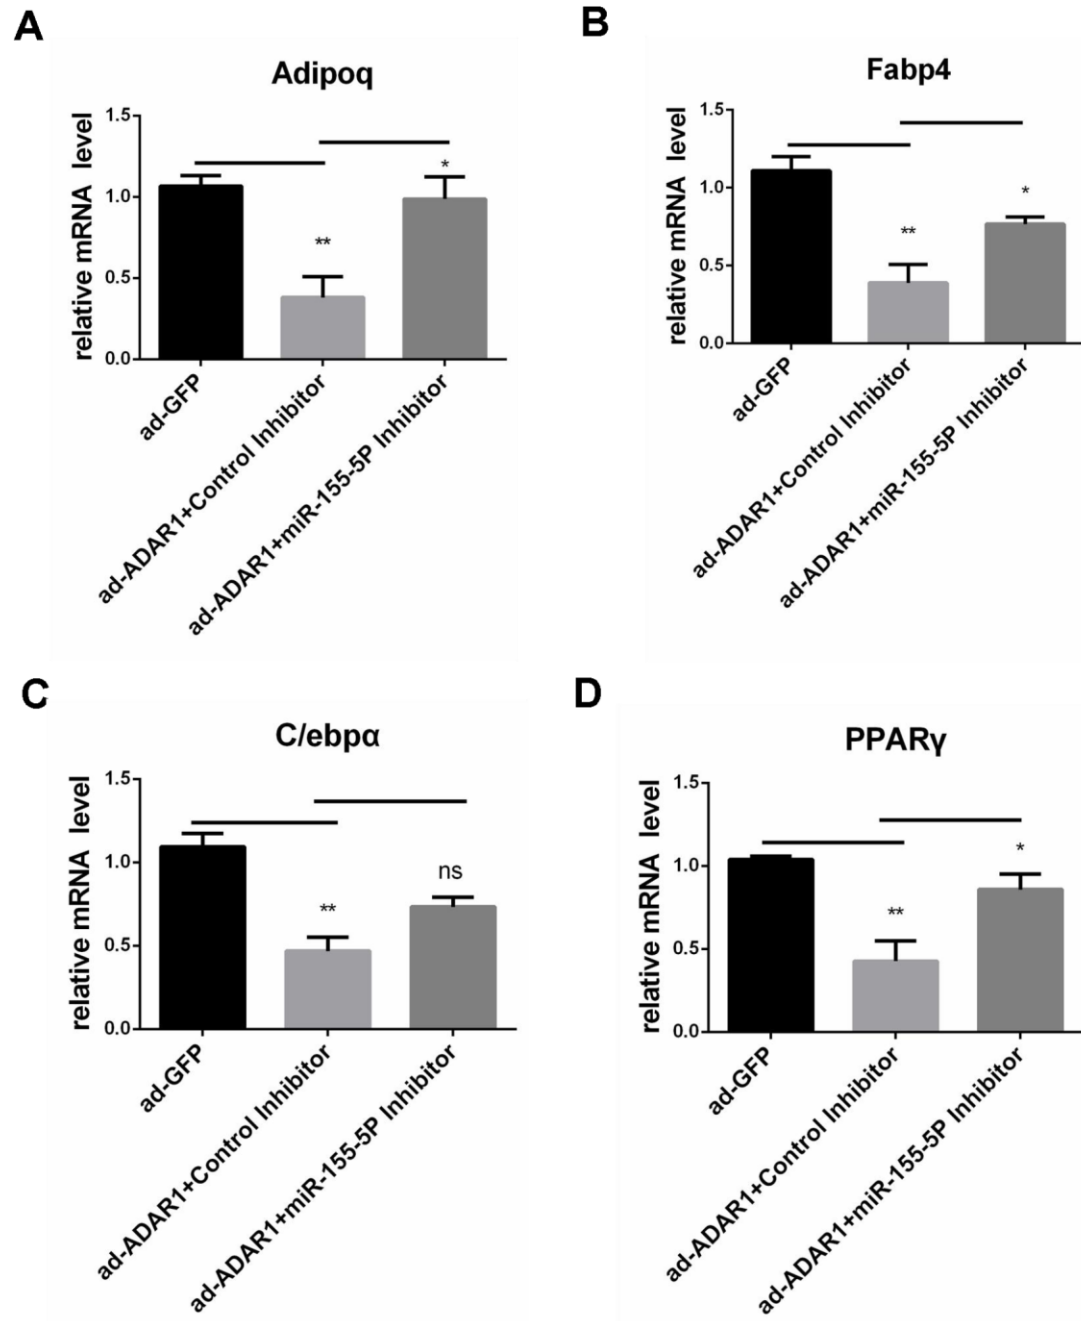 A
Adipoq
relative mRNA level
1.5
1.0
0.5
0.0
**
*
ad-GFP
ad-ADAR1+Control Inhibitor
ad-ADAR1+miR-155-5P Inhibitor
B
Fabp4
relative mRNA level
1.5
1.0
0.5
0.0
**
*
ad-GFP
ad-ADAR1+Control Inhibitor
ad-ADAR1+miR-155-5P Inhibitor
C
C/ebpα
relative mRNA level
1.5
1.0
0.5
0.0
**
ns
ad-GFP
ad-ADAR1+Control Inhibitor
ad-ADAR1+miR-155-5P Inhibitor
D
PPARγ
relative mRNA level
1.5
1.0
0.5
0.0
**
*
ad-GFP
ad-ADAR1+Control Inhibitor
ad-ADAR1+miR-155-5P Inhibitor